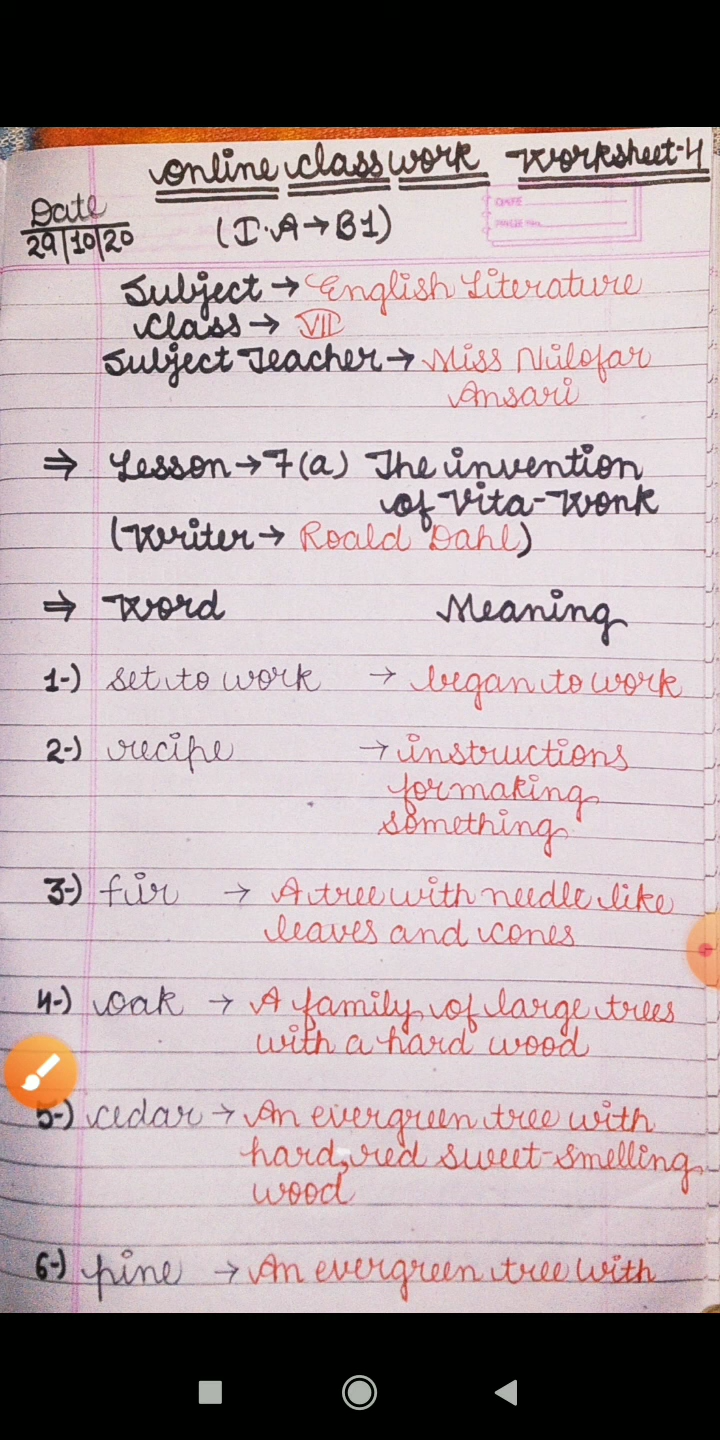 Online Class work Worksheet-4
Date
29/10/20
(I.A→B1)
DATE
Subject → English Literature
Class → VII
Subject Teacher → Miss Nilofar
Ansari
⇒ Lesson → 7(a) The invention
of Vita-Wonk
(Writer → Roald Dahl)
⇒ Word Meaning
1-) set to work → began to work
2-) recipe → instructions
for making
something
3-) fir → A tree with needle like
leaves and cones
4-) oak → A family of large trees
with a hard wood
5-) cedar → An evergreen tree with
hard, red sweet-smelling
wood
6-) pine → An evergreen tree with